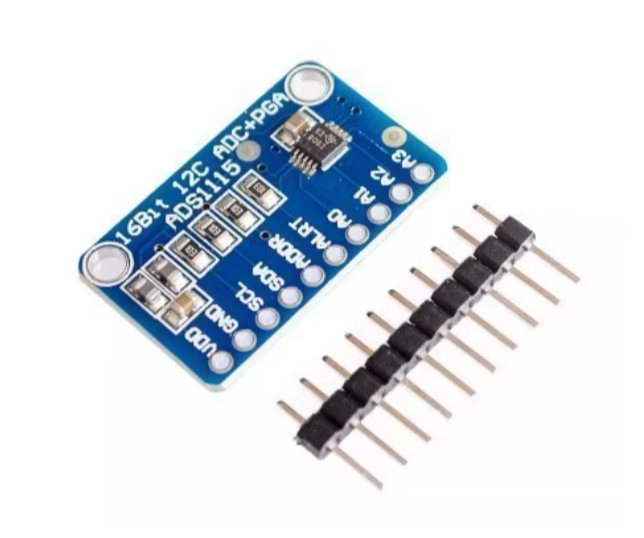 16Bit I2C ADC+PGA
ADS1115
VDD
GND
SCL
SDA
ADDR
ALRT
A0
A1
A2
A3